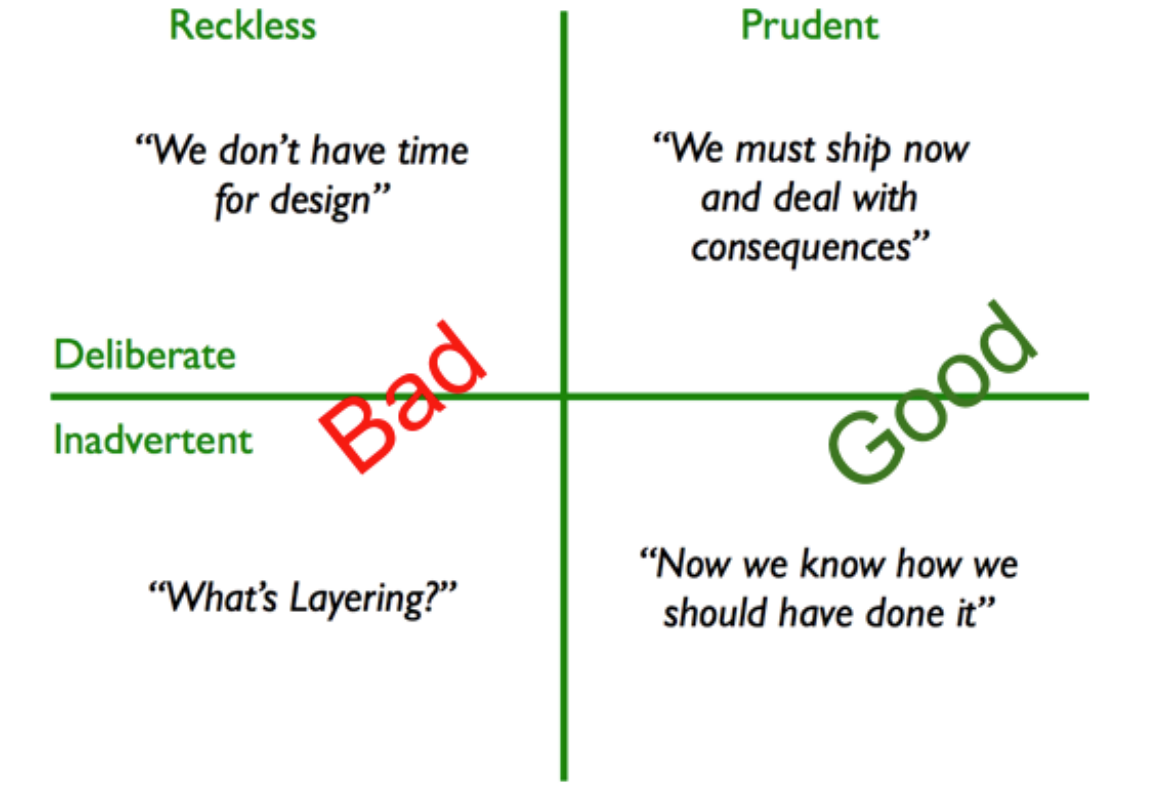 Reckless
Prudent
“We don’t have time
for design”
“We must ship now
and deal with
consequences”
Deliberate
Bad
Good
Inadvertent
“What’s Layering?”
“Now we know how we
should have done it”